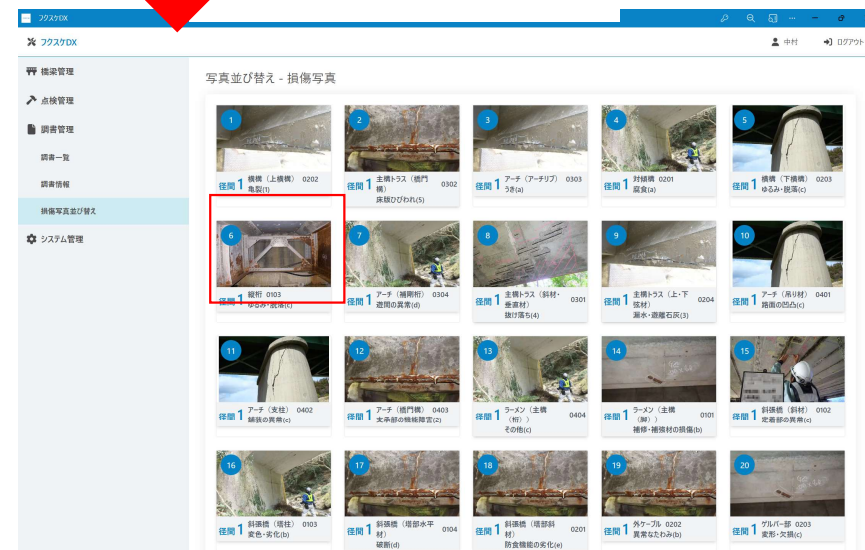 フクスケDX
フクスケDX
中村
ログアウト
橋梁管理
点検管理
調書管理
調書一覧
調書情報
損傷写真並び替え
システム管理
写真並び替え - 損傷写真
1
径間 1 横構（上横構） 0202
亀裂(1)
2
径間 1 主構トラス（橋門構） 0302
床版ひびわれ(5)
3
径間 1 アーチ（アーチリブ） 0303
うき(a)
4
径間 1 対傾構 0201
腐食(a)
5
径間 1 横構（下横構） 0203
ゆるみ・脱落(c)
6
径間 1 縦桁 0103
ゆるみ・脱落(c)
7
径間 1 アーチ（補剛桁） 0304
遊間の異常(d)
8
径間 1 主構トラス（斜材・垂直材） 0301
抜け落ち(4)
9
径間 1 主構トラス（上・下弦材） 0204
漏水・遊離石灰(3)
10
径間 1 アーチ（吊り材） 0401
路面の凹凸(c)
11
径間 1 アーチ（支柱） 0402
舗装の異常(c)
12
径間 1 アーチ（橋門構） 0403
支承部の機能障害(2)
13
径間 1 ラーメン（主構（桁）） 0404
その他(c)
14
径間 1 ラーメン（主構（脚）） 0101
補修・補強材の損傷(b)
15
径間 1 斜張橋（斜材） 0102
定着部の異常(c)
16
径間 1 斜張橋（塔柱） 0103
変色・劣化(b)
17
径間 1 斜張橋（塔部水平材） 0104
破断(d)
18
径間 1 斜張橋（塔部斜材） 0201
防食機能の劣化(e)
19
径間 1 外ケーブル 0202
異常なたわみ(b)
20
径間 1 ゲルバー部 0203
変形・欠損(c)